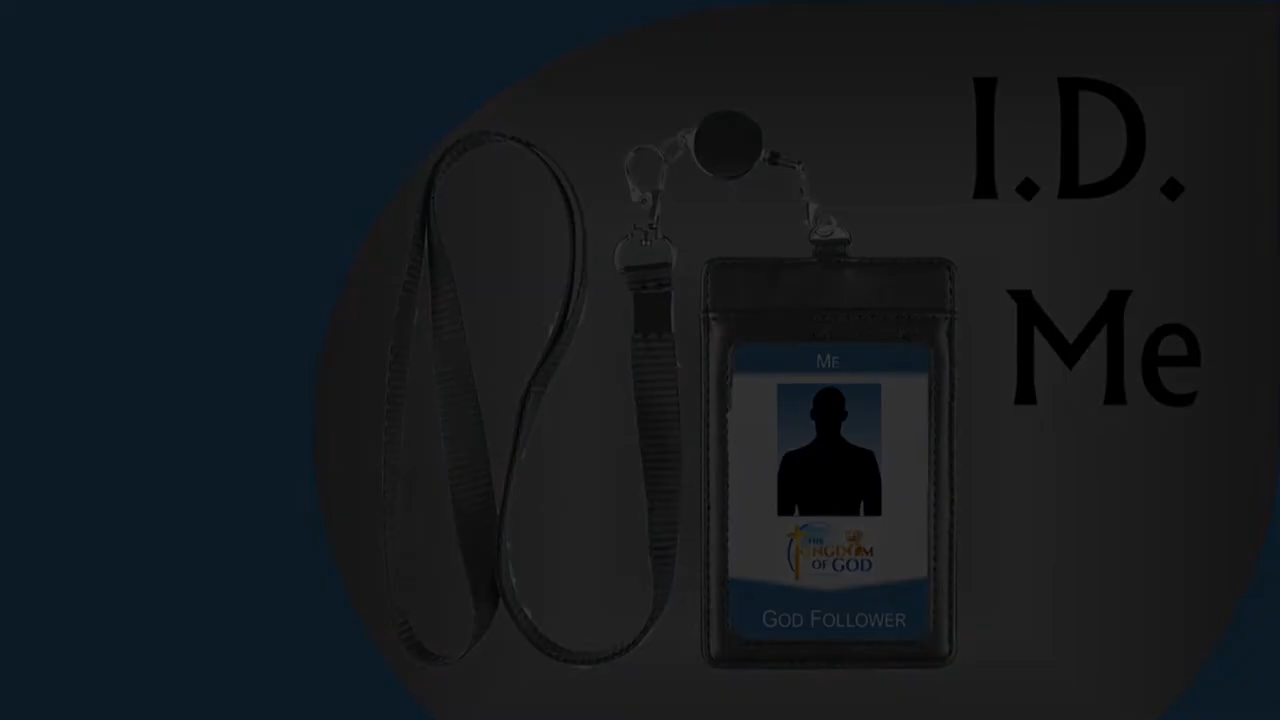 I.D.
Me
Me
THE
KINGDOM
OF GOD
God Follower